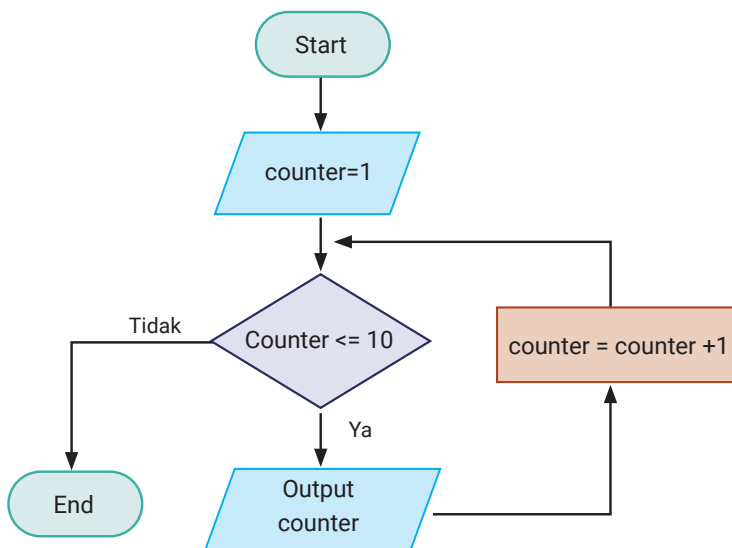 Start
counter=1
Counter <= 10
Tidak
counter = counter +1
Ya
Output
counter
End